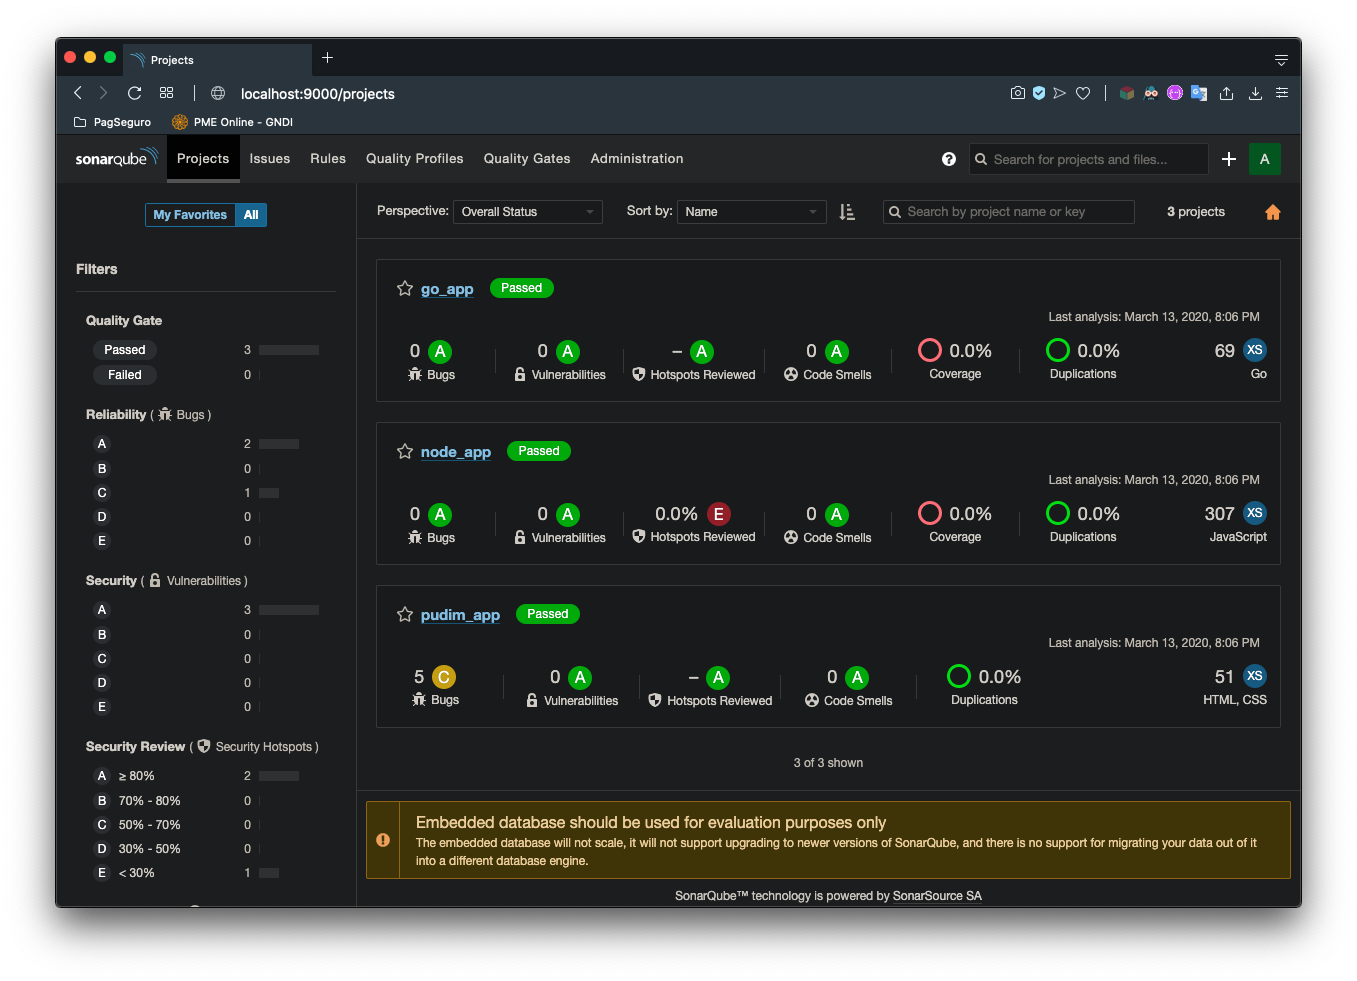 Projects
localhost:9000/projects
PagSeguro PME Online - GNDI
sonarqube Projects Issues Rules Quality Profiles Quality Gates Administration ? Search for projects and files... A
My Favorites All
Perspective: Overall Status Sort by: Name Search by project name or key 3 projects
Filters
Quality Gate
Passed 3
Failed 0
Reliability ( Bugs )
A 2
B 0
C 1
D 0
E 0
Security ( Vulnerabilities )
A 3
B 0
C 0
D 0
E 0
Security Review ( Security Hotspots )
A ≥ 80% 2
B 70% - 80% 0
C 50% - 70% 0
D 30% - 50% 0
E < 30% 1
go_app Passed
Last analysis: March 13, 2020, 8:06 PM
0 A 0 A – A 0 A 0.0% 0.0% 69 XS
Bugs Vulnerabilities Hotspots Reviewed Code Smells Coverage Duplications Go
node_app Passed
Last analysis: March 13, 2020, 8:06 PM
0 A 0 A 0.0% E 0 A 0.0% 0.0% 307 XS
Bugs Vulnerabilities Hotspots Reviewed Code Smells Coverage Duplications JavaScript
pudim_app Passed
Last analysis: March 13, 2020, 8:06 PM
5 C 0 A – A 0 A 0.0% 51 XS
Bugs Vulnerabilities Hotspots Reviewed Code Smells Duplications HTML, CSS
3 of 3 shown
Embedded database should be used for evaluation purposes only
The embedded database will not scale, it will not support upgrading to newer versions of SonarQube, and there is no support for migrating your data out of it
into a different database engine.
SonarQube™ technology is powered by SonarSource SA